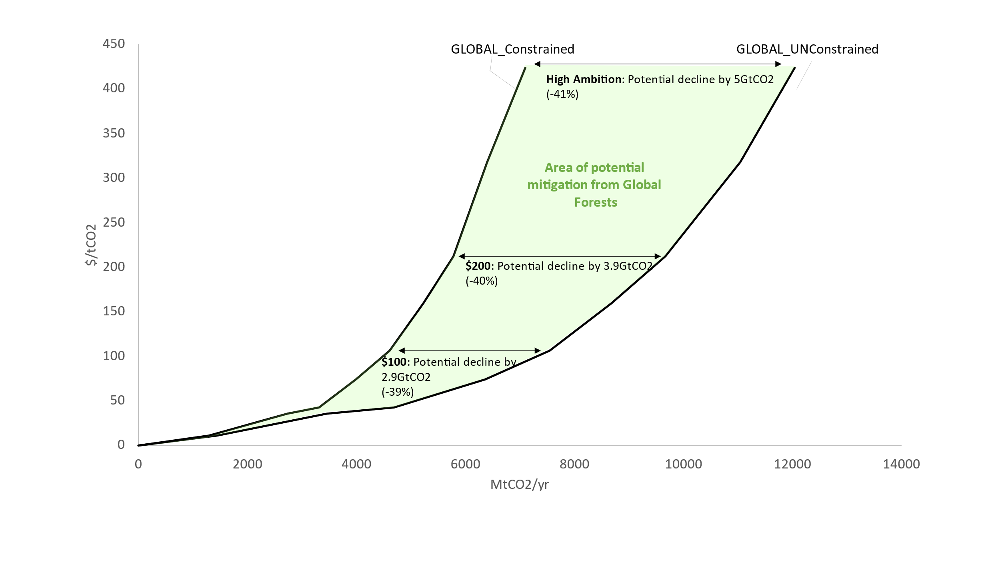 450
GLOBAL_Constrained
GLOBAL_UNConstrained
High Ambition: Potential decline by 5GtCO2
(-41%)
400
350
Area of potential
mitigation from Global
Forests
300
250
$/tCO2
200
$200: Potential decline by 3.9GtCO2
(-40%)
150
100
$100: Potential decline by
2.9GtCO2
(-39%)
50
0
0 2000 4000 6000 8000 10000 12000 14000
MtCO2/yr